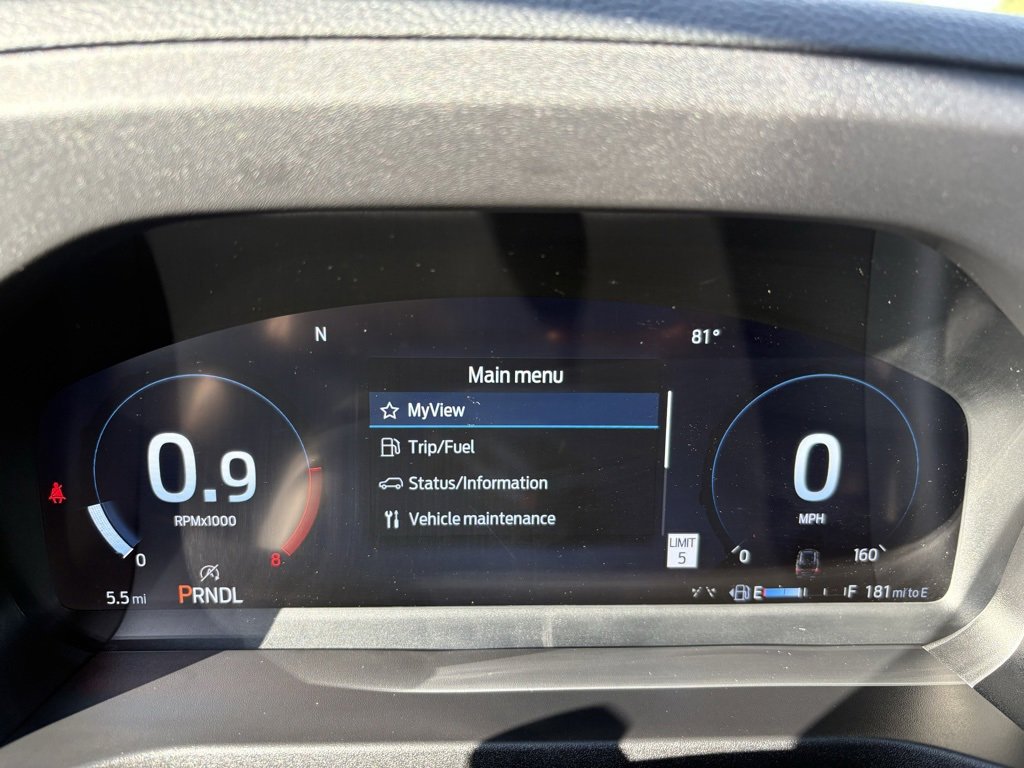 N
81°
Main menu
MyView
Trip/Fuel
Status/Information
Vehicle maintenance
0.9
RPMx1000
0
8
0
MPH
0
160
LIMIT
5
5.5 mi
PRNDL
E
F
181 mi to E